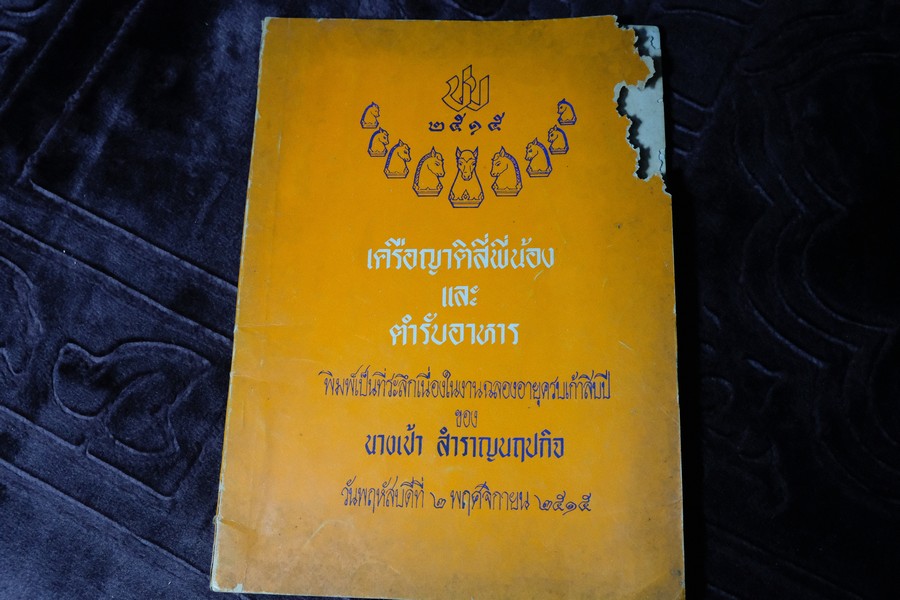 ชบ
๒๕๑๕
เครือญาติสี่พี่น้อง
และ
ตำรับอาหาร
พิมพ์เป็นที่ระลึกเนื่องในงานฉลองอายุครบเก้าสิบปี
ของ
นางเป้า สำราญนฤปกิจ
วันพฤหัสบดีที่ ๒ พฤศจิกายน ๒๕๑๕